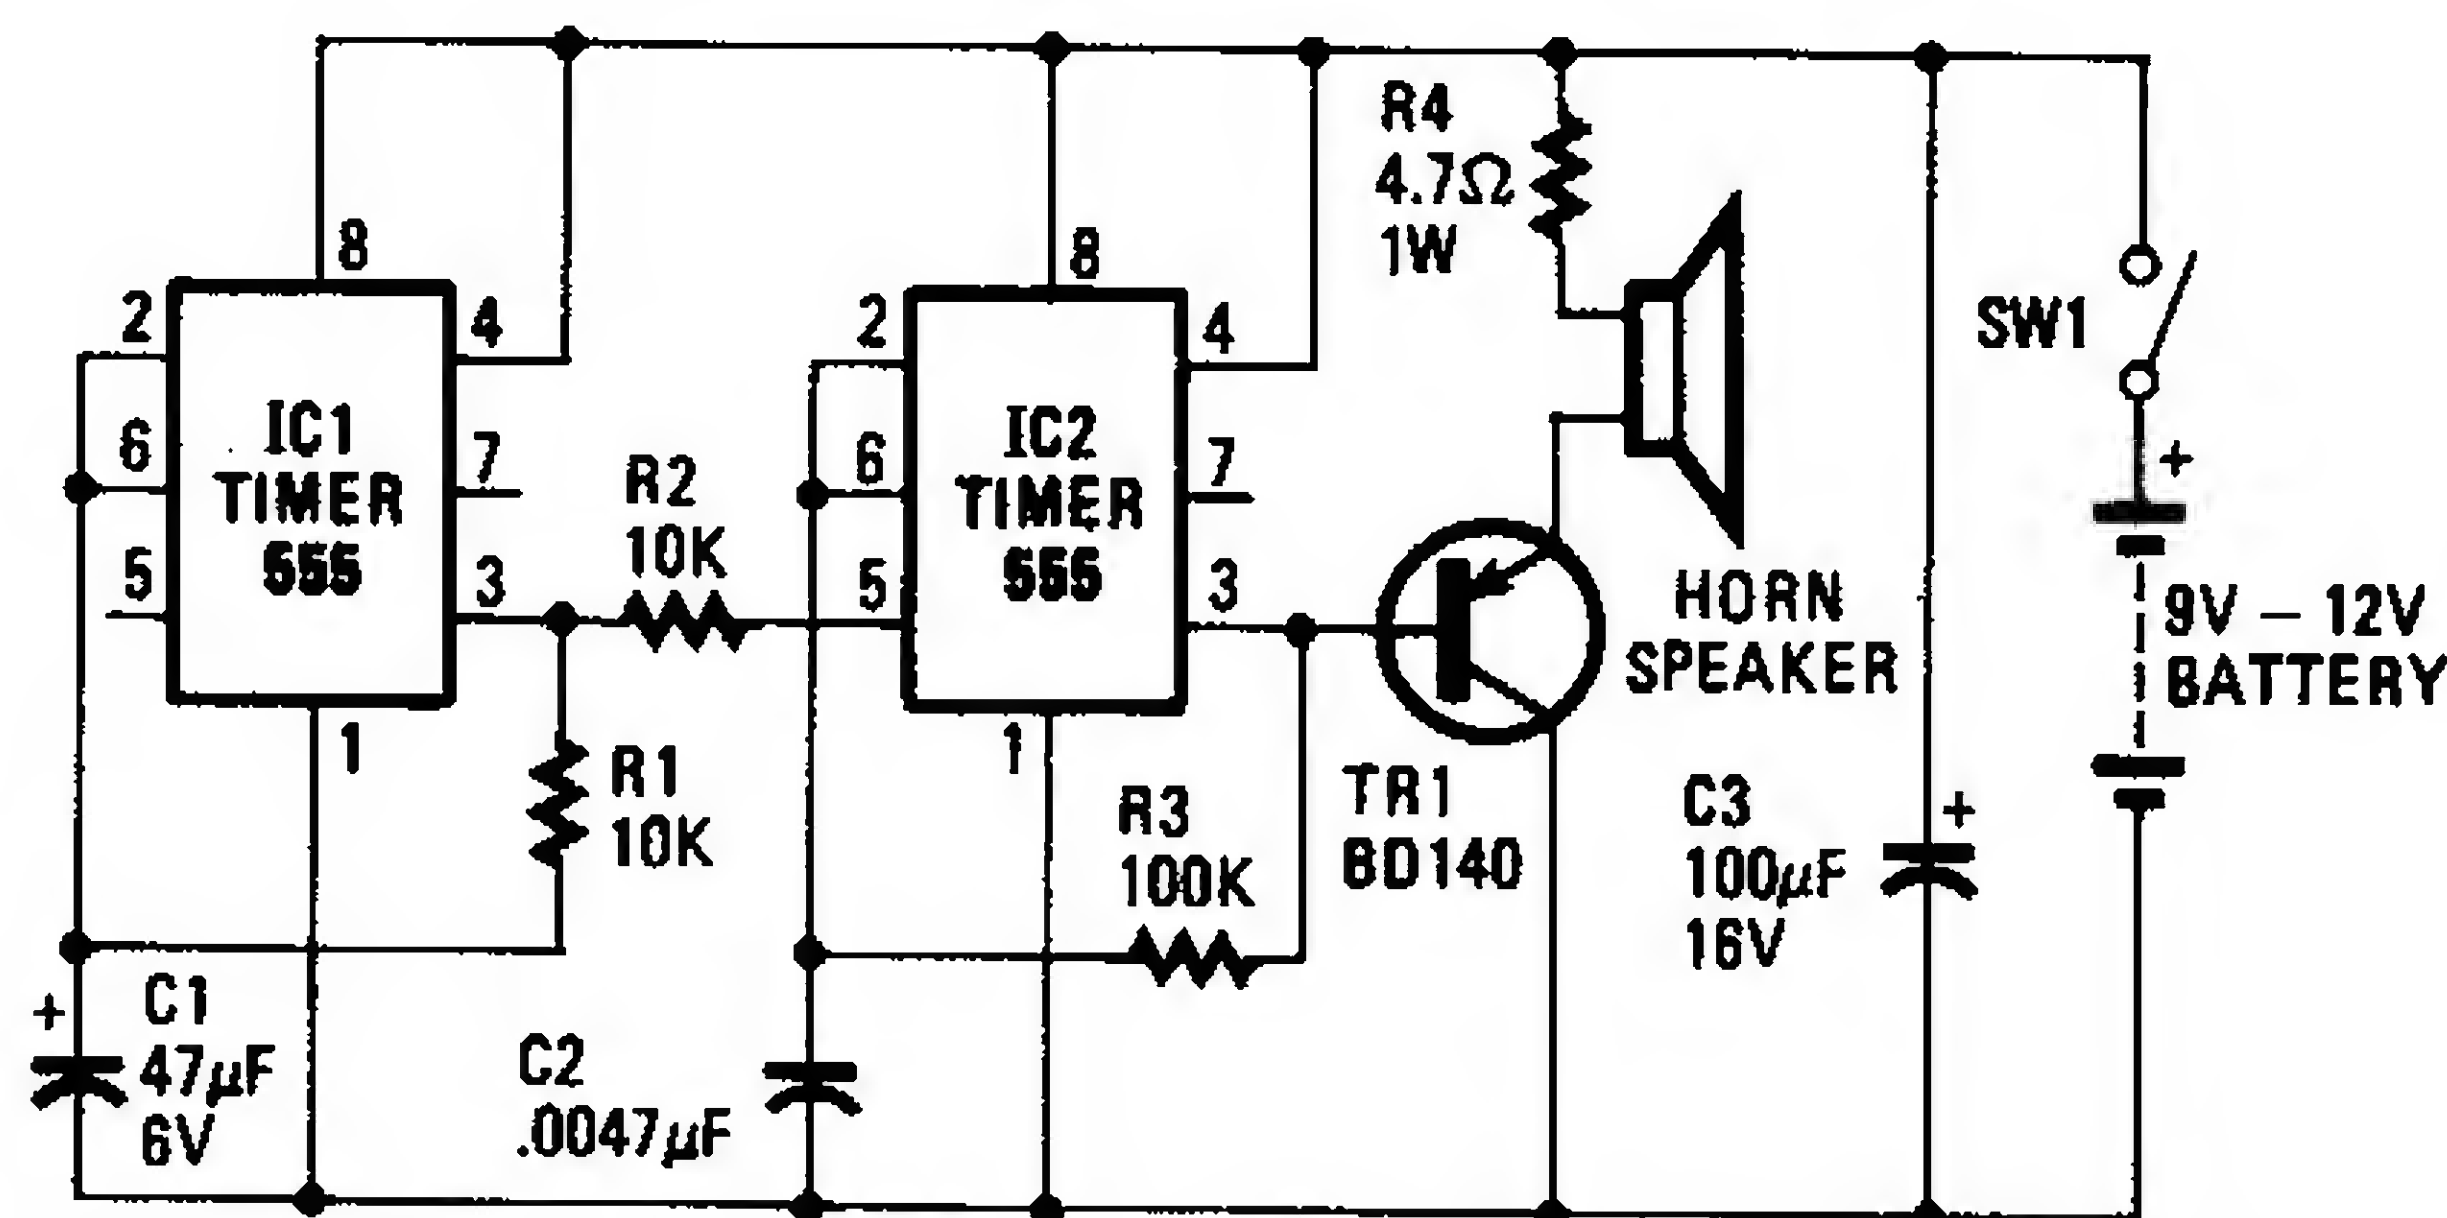 8
2
4
6
7
5
3
1
IC1
TIMER
555
R2
10K
R1
10K
+
C1
47µF
6V
8
2
4
6
7
5
3
1
IC2
TIMER
555
C2
.0047µF
R3
100K
R4
4.7Ω
1W
HORN
SPEAKER
TR1
BD140
C3
100µF
16V
+
SW1
+
9V – 12V
BATTERY